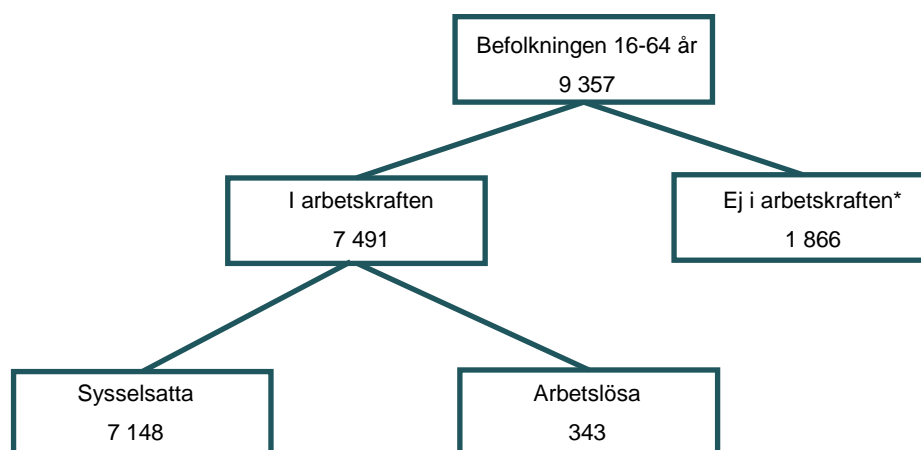 Befolkningen 16-64 år
9 357
I arbetskraften
7 491
Ej i arbetskraften*
1 866
Sysselsatta
7 148
Arbetslösa
343